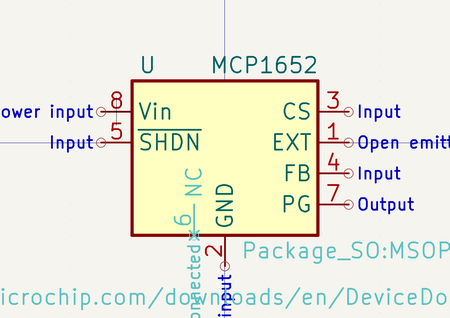 U MCP1652
ower input 8 Vin CS 3 Input
Input 5 SHDN EXT 1 Open emitt
FB 4 Input
PG 7 Output
NC
6
onnected
GND
2
input
Package_SO:MSOP
icrochip.com/downloads/en/DeviceDo